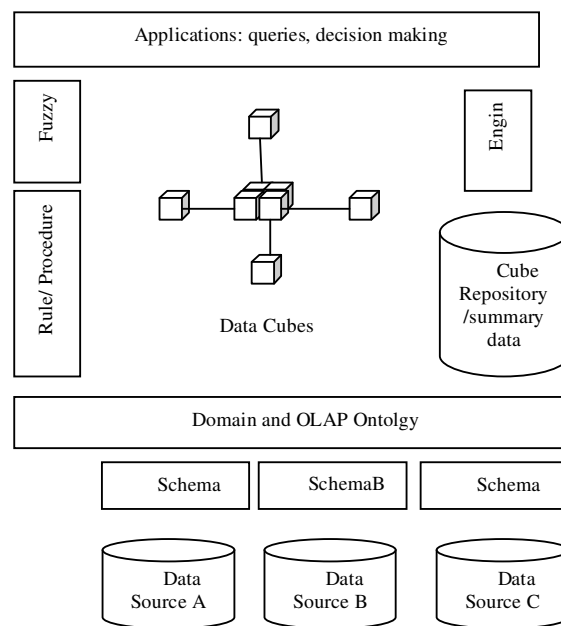 Applications: queries, decision making
Fuzzy
Engin
Rule/ Procedure
Cube
Repository
/summary
data
Data Cubes
Domain and OLAP Ontolgy
Schema
SchemaB
Schema
Data
Source A
Data
Source B
Data
Source C